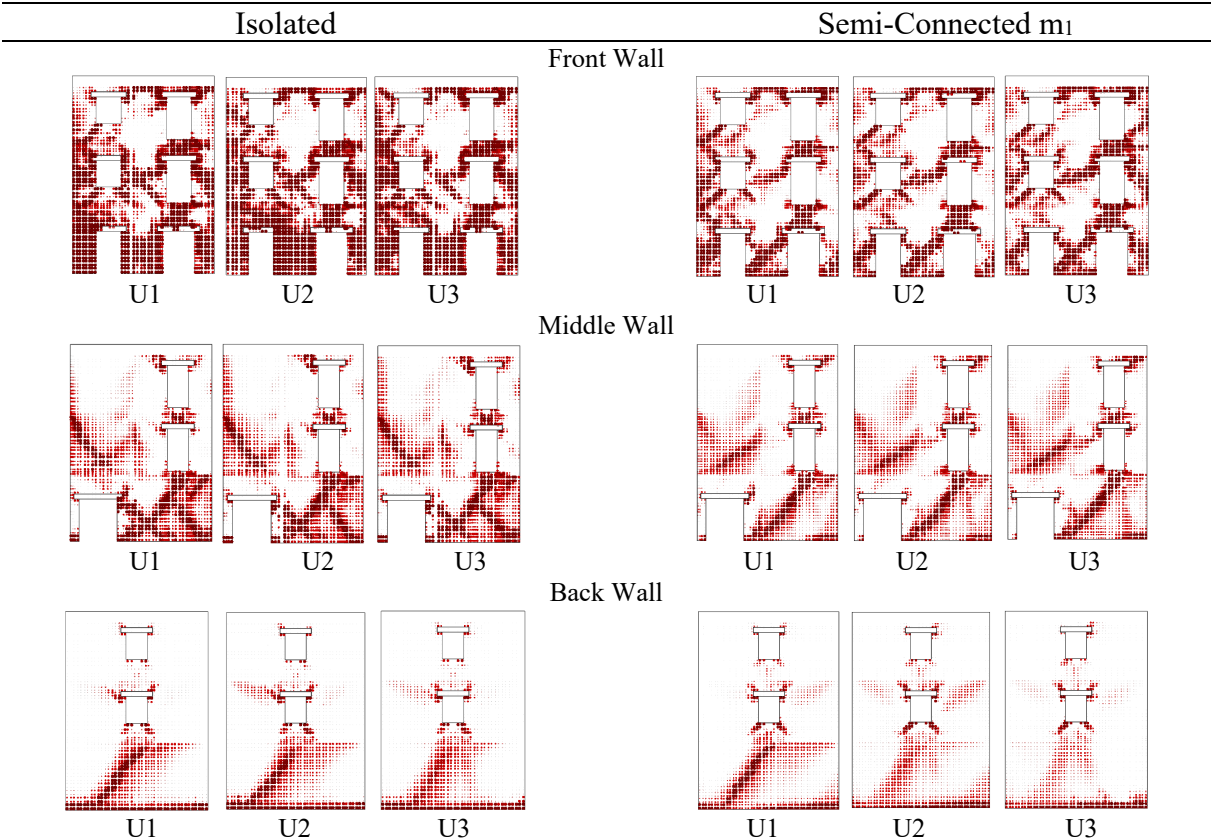 Isolated Semi-Connected m₁
Front Wall
U1 U2 U3 U1 U2 U3
Middle Wall
U1 U2 U3 U1 U2 U3
Back Wall
U1 U2 U3 U1 U2 U3